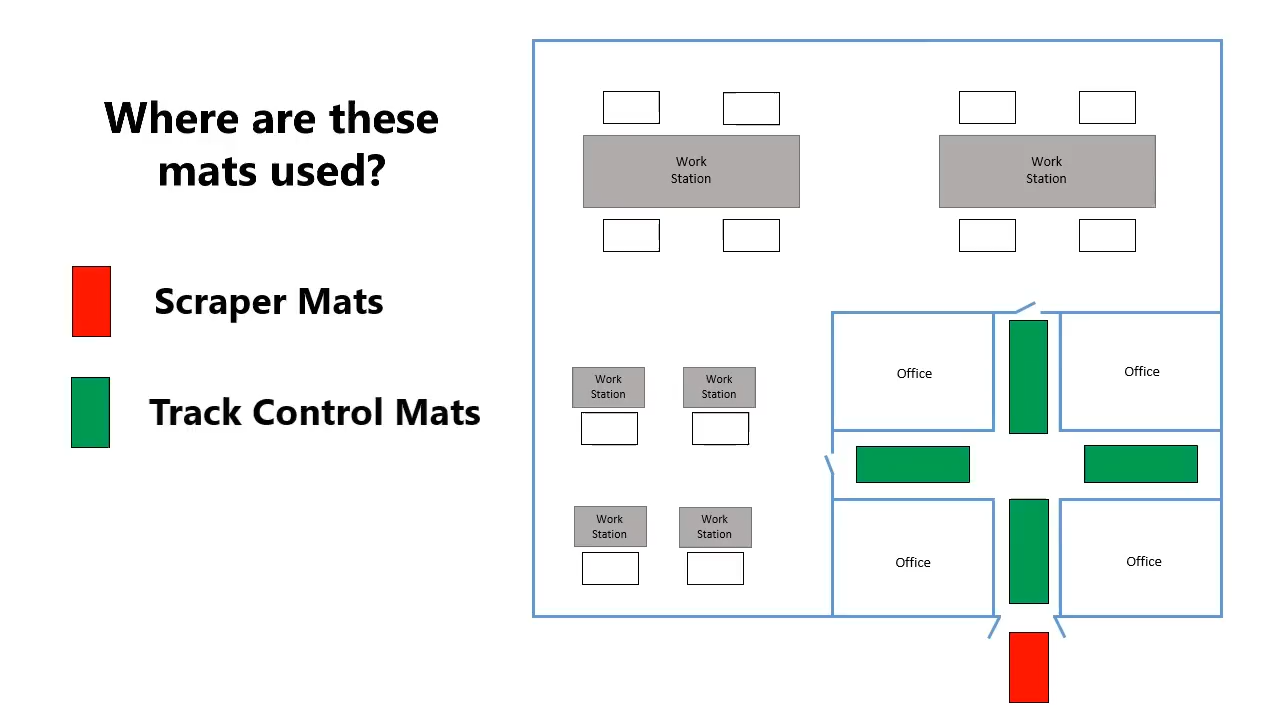 Where are these
mats used?
Scraper Mats
Track Control Mats
Work
Station
Work
Station
Office
Office
Work
Station
Work
Station
Work
Station
Work
Station
Office
Office